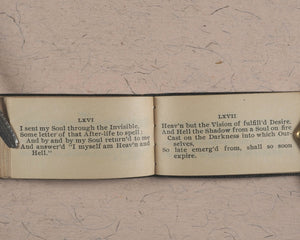 LXVI
I sent my Soul through the Invisible,
Some letter of that After-life to spell;
And by and by my Soul return'd to me
And answer'd "I myself am Heav'n and
Hell."
LXVII
Heav'n but the Vision of fulfill'd Desire,
And Hell the Shadow from a Soul on fire
Cast on the Darkness into which Our-
selves,
So late emerg'd from, shall so soon
expire.